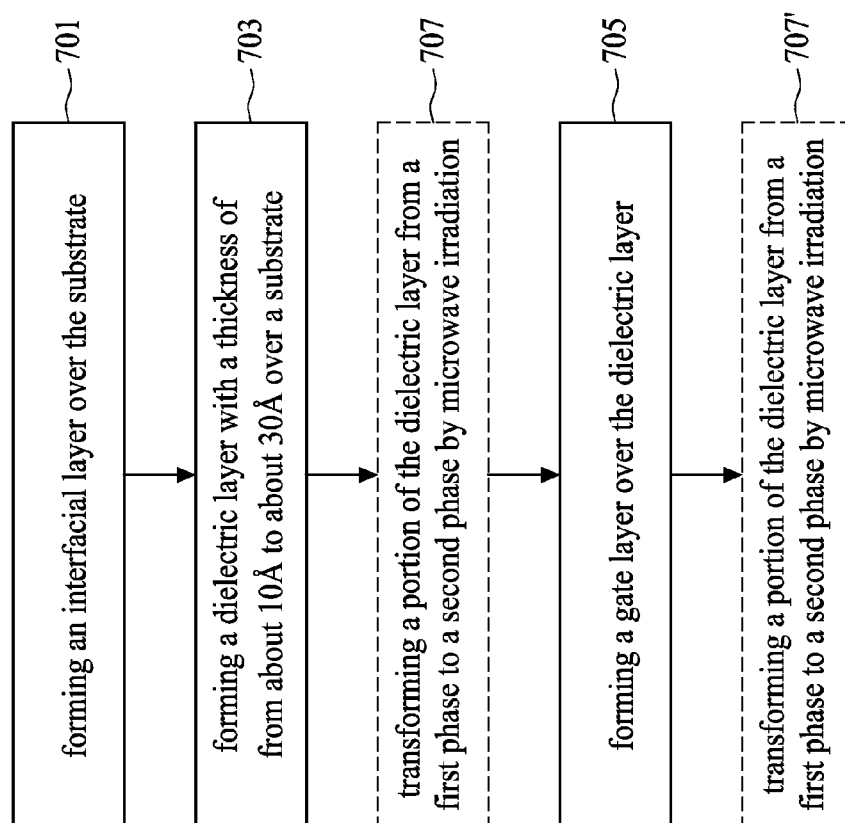 forming an interfacial layer over the substrate
701
forming a dielectric layer with a thickness of
from about 10Å to about 30Å over a substrate
703
transforming a portion of the dielectric layer from a
first phase to a second phase by microwave irradiation
707
forming a gate layer over the dielectric layer
705
transforming a portion of the dielectric layer from a
first phase to a second phase by microwave irradiation
707'